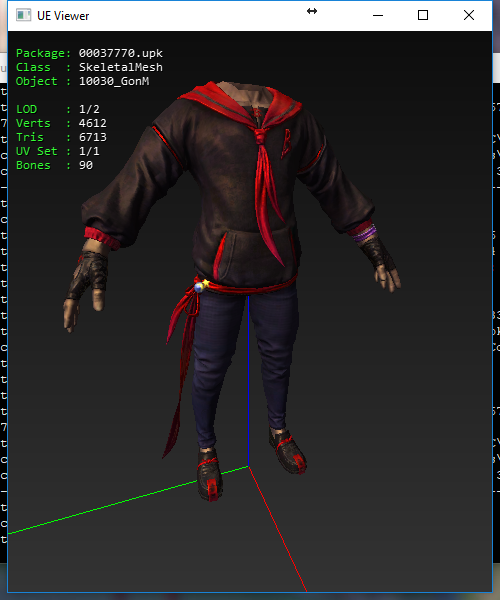 UE Viewer
Package: 00037770.upk
Class : SkeletalMesh
Object : 10030_GonM
LOD : 1/2
Verts : 4612
Tris : 6713
UV Set : 1/1
Bones : 90